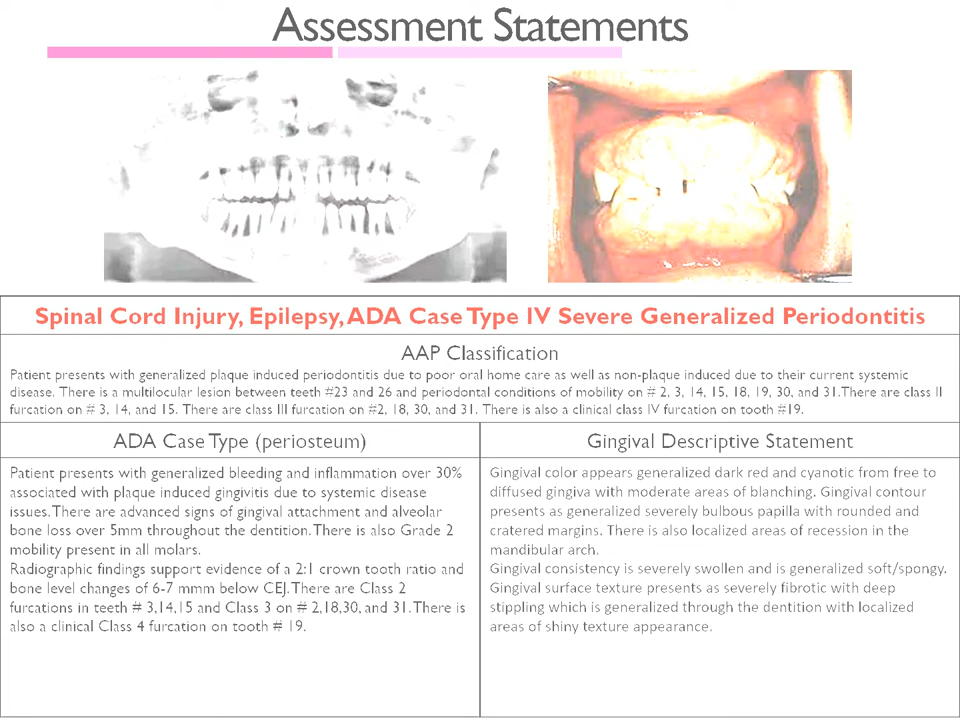 Assessment Statements
Spinal Cord Injury, Epilepsy, ADA Case Type IV Severe Generalized Periodontitis
AAP Classification
Patient presents with generalized plaque induced periodontitis due to poor oral home care as well as non-plaque induced due to their current systemic
disease. There is a multilocular lesion between teeth #23 and 26 and periodontal conditions of mobility on # 2, 3, 14, 15, 18, 19, 30, and 31.There are class II
furcation on # 3, 14, and 15. There are class III furcation on #2, 18, 30, and 31. There is also a clinical class IV furcation on tooth #19.
ADA Case Type (periosteum)
Patient presents with generalized bleeding and inflammation over 30%
associated with plaque induced gingivitis due to systemic disease
issues.There are advanced signs of gingival attachment and alveolar
bone loss over 5mm throughout the dentition.There is also Grade 2
mobility present in all molars.
Radiographic findings support evidence of a 2:1 crown tooth ratio and
bone level changes of 6-7 mmm below CEJ.There are Class 2
furcations in teeth # 3,14,15 and Class 3 on # 2,18,30, and 31.There is
also a clinical Class 4 furcation on tooth # 19.
Gingival Descriptive Statement
Gingival color appears generalized dark red and cyanotic from free to
diffused gingiva with moderate areas of blanching. Gingival contour
presents as generalized severely bulbous papilla with rounded and
cratered margins. There is also localized areas of recession in the
mandibular arch.
Gingival consistency is severely swollen and is generalized soft/spongy.
Gingival surface texture presents as severely fibrotic with deep
stippling which is generalized through the dentition with localized
areas of shiny texture appearance.